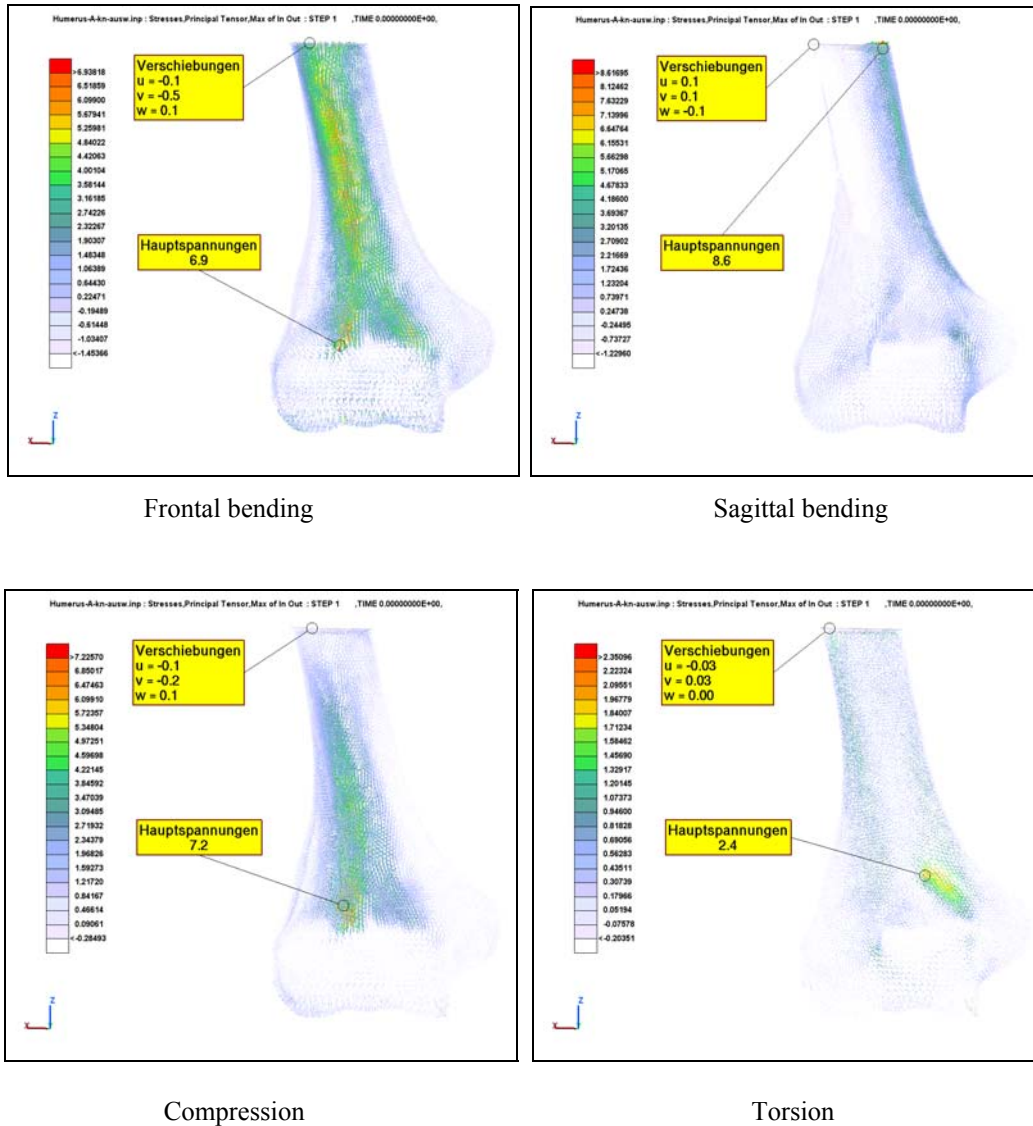 Humerus-A-kn-ausw.inp : Stresses,Principal Tensor,Max of In Out : STEP 1 ,TIME 0.00000000E+00,
>6.93818
6.51859
6.09900
5.67941
5.25981
4.84022
4.42063
4.00104
3.58144
3.16185
2.74226
2.32267
1.90307
1.48348
1.06389
0.64430
0.22471
-0.19489
-0.61448
-1.03407
<-1.45366
Verschiebungen
u = -0.1
v = -0.5
w = 0.1
Hauptspannungen
6.9
Z
X
Humerus-A-kn-ausw.inp : Stresses,Principal Tensor,Max of In Out : STEP 1 ,TIME 0.00000000E+00,
>8.61695
8.12462
7.63229
7.13996
6.64764
6.15531
5.66298
5.17065
4.67833
4.18600
3.69367
3.20135
2.70902
2.21669
1.72436
1.23204
0.73971
0.24738
-0.24495
-0.73727
<-1.22960
Verschiebungen
u = 0.1
v = 0.1
w = -0.1
Hauptspannungen
8.6
Z
X
Frontal bending
Sagittal bending
Humerus-A-kn-ausw.inp : Stresses,Principal Tensor,Max of In Out : STEP 1 ,TIME 0.00000000E+00,
>7.22570
6.85017
6.47463
6.09910
5.72357
5.34804
4.97251
4.59698
4.22145
3.84592
3.47039
3.09485
2.71932
2.34379
1.96826
1.59273
1.21720
0.84167
0.46614
0.09061
<-0.28493
Verschiebungen
u = -0.1
v = -0.2
w = 0.1
Hauptspannungen
7.2
Z
X
Humerus-A-kn-ausw.inp : Stresses,Principal Tensor,Max of In Out : STEP 1 ,TIME 0.00000000E+00,
>2.35096
2.22324
2.09551
1.96779
1.84007
1.71234
1.58462
1.45690
1.32917
1.20145
1.07373
0.94600
0.81828
0.69056
0.56283
0.43511
0.30739
0.17966
0.05194
-0.07578
<-0.20351
Verschiebungen
u = -0.03
v = 0.03
w = 0.00
Hauptspannungen
2.4
Z
X
Compression
Torsion